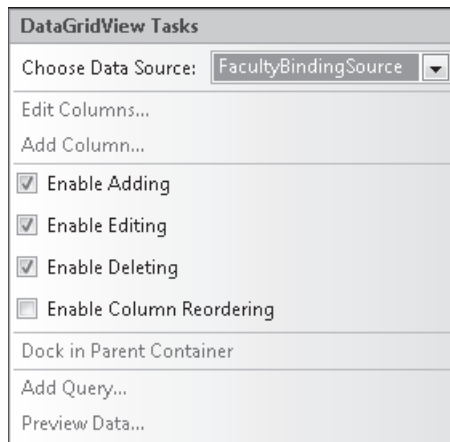 DataGridView Tasks
Choose Data Source: FacultyBindingSource
Edit Columns...
Add Column...
Enable Adding
Enable Editing
Enable Deleting
Enable Column Reordering
Dock in Parent Container
Add Query...
Preview Data...